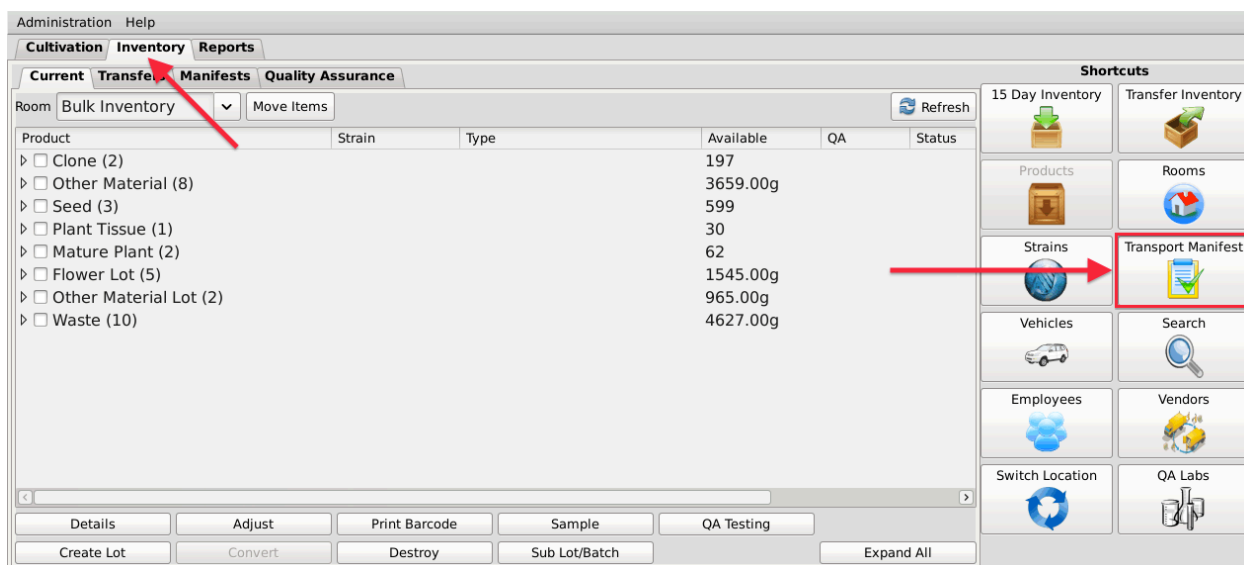 Administration Help
Cultivation Inventory Reports
Current Transfers Manifests Quality Assurance
Room Bulk Inventory Move Items Refresh
Product Strain Type Available QA Status
Clone (2) 197
Other Material (8) 3659.00g
Seed (3) 599
Plant Tissue (1) 30
Mature Plant (2) 62
Flower Lot (5) 1545.00g
Other Material Lot (2) 965.00g
Waste (10) 4627.00g
Details Adjust Print Barcode Sample QA Testing
Create Lot Convert Destroy Sub Lot/Batch Expand All
Shortcuts
15 Day Inventory Transfer Inventory
Products Rooms
Strains Transport Manifest
Vehicles Search
Employees Vendors
Switch Location QA Labs